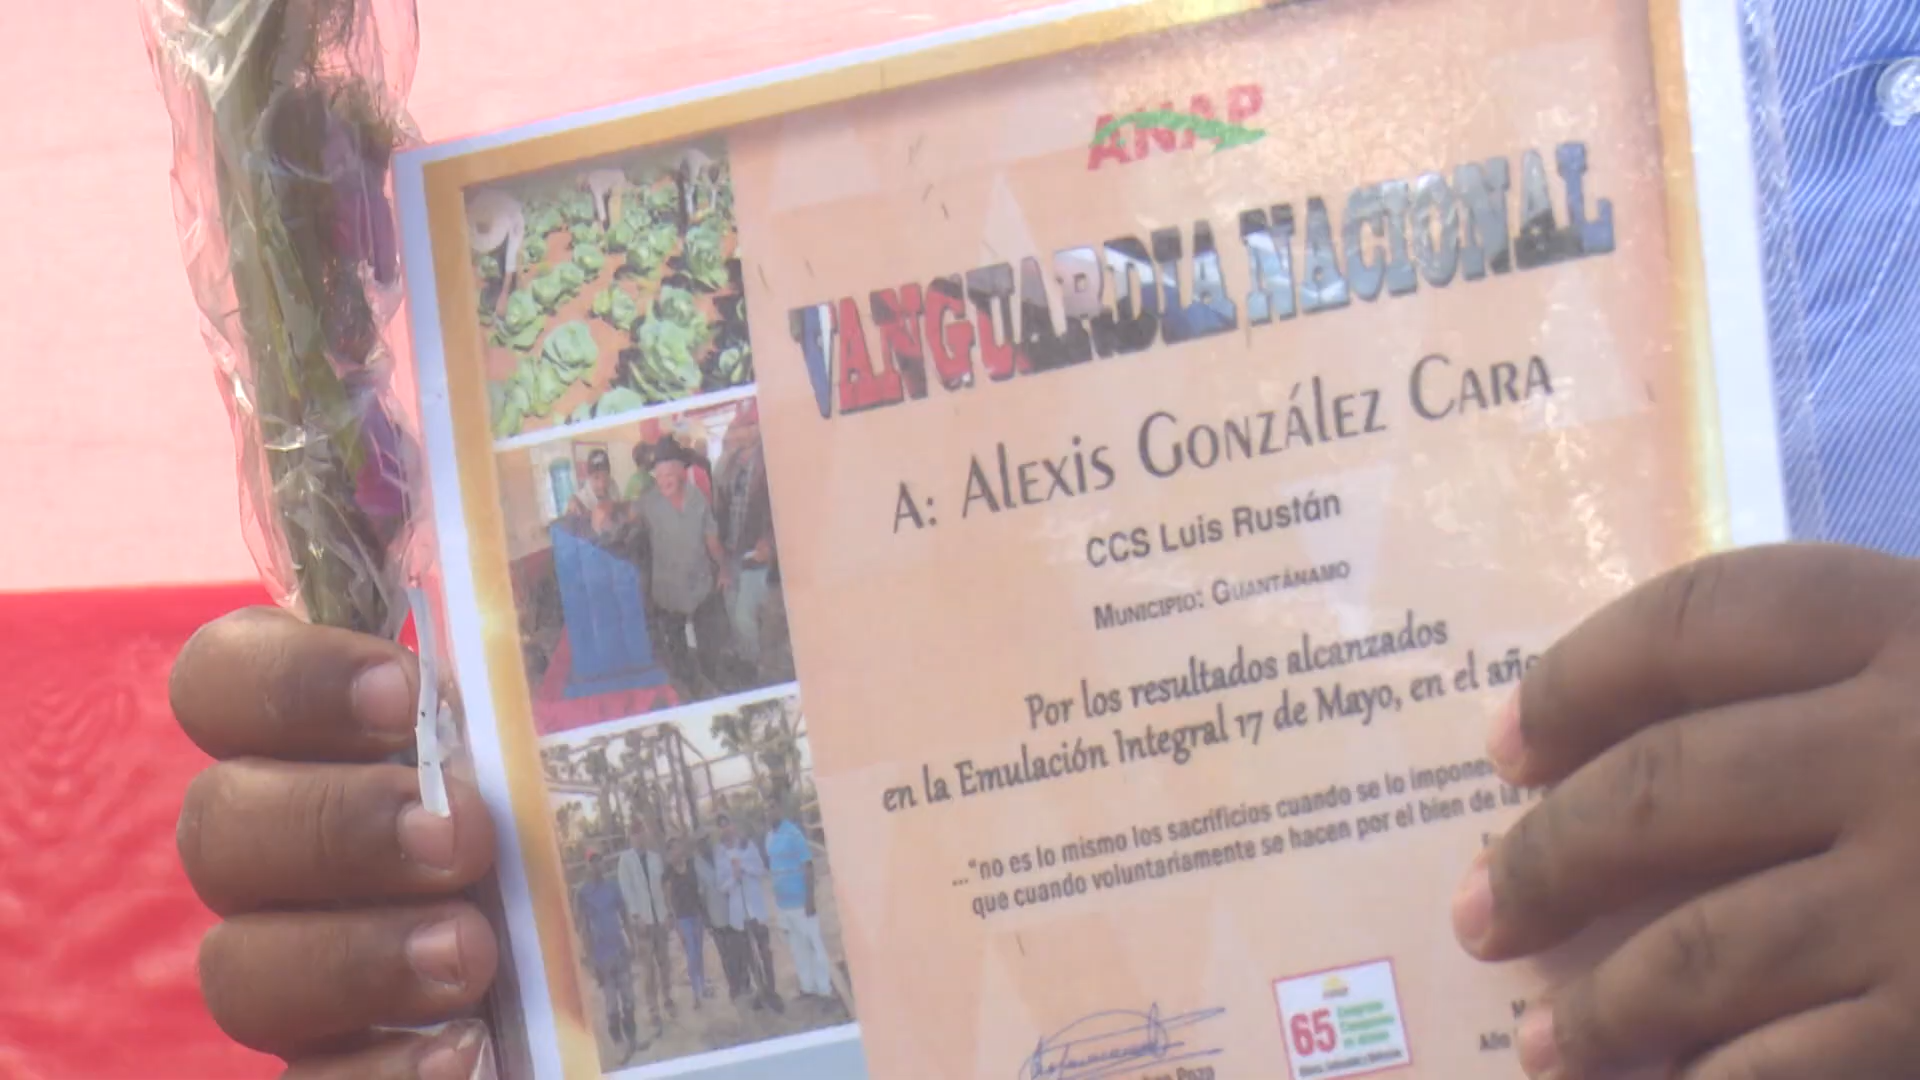 ANAP
VANGUARDIA NACIONAL
A: Alexis González Cara
CCS Luis Rustán
Municipio: Guantánamo
Por los resultados alcanzados
en la Emulación Integral 17 de Mayo, en el año
..."no es lo mismo los sacrificios cuando se lo impone
que cuando voluntariamente se hacen por el bien de la
65
Año